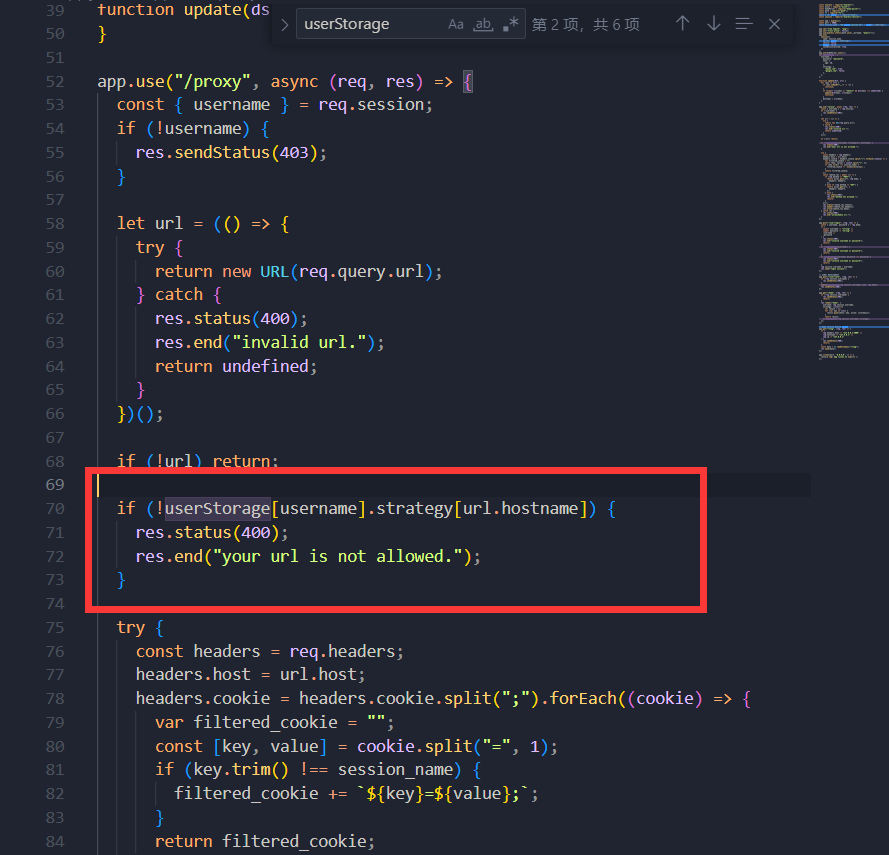 39
function update(ds
userStorage
Aa
ab
.*
第 2 项，共 6 项
50
}
51
52
app.use("/proxy", async (req, res) => {
53
const { username } = req.session;
54
if (!username) {
55
res.sendStatus(403);
56
}
57
58
let url = (() => {
59
try {
60
return new URL(req.query.url);
61
} catch {
62
res.status(400);
63
res.end("invalid url.");
64
return undefined;
65
}
66
})();
67
68
if (!url) return;
69
70
if (!userStorage[username].strategy[url.hostname]) {
71
res.status(400);
72
res.end("your url is not allowed.");
73
}
74
75
try {
76
const headers = req.headers;
77
headers.host = url.host;
78
headers.cookie = headers.cookie.split(";").forEach((cookie) => {
79
var filtered_cookie = "";
80
const [key, value] = cookie.split("=", 1);
81
if (key.trim() !== session_name) {
82
filtered_cookie += `${key}=${value};`;
83
}
84
return filtered_cookie;